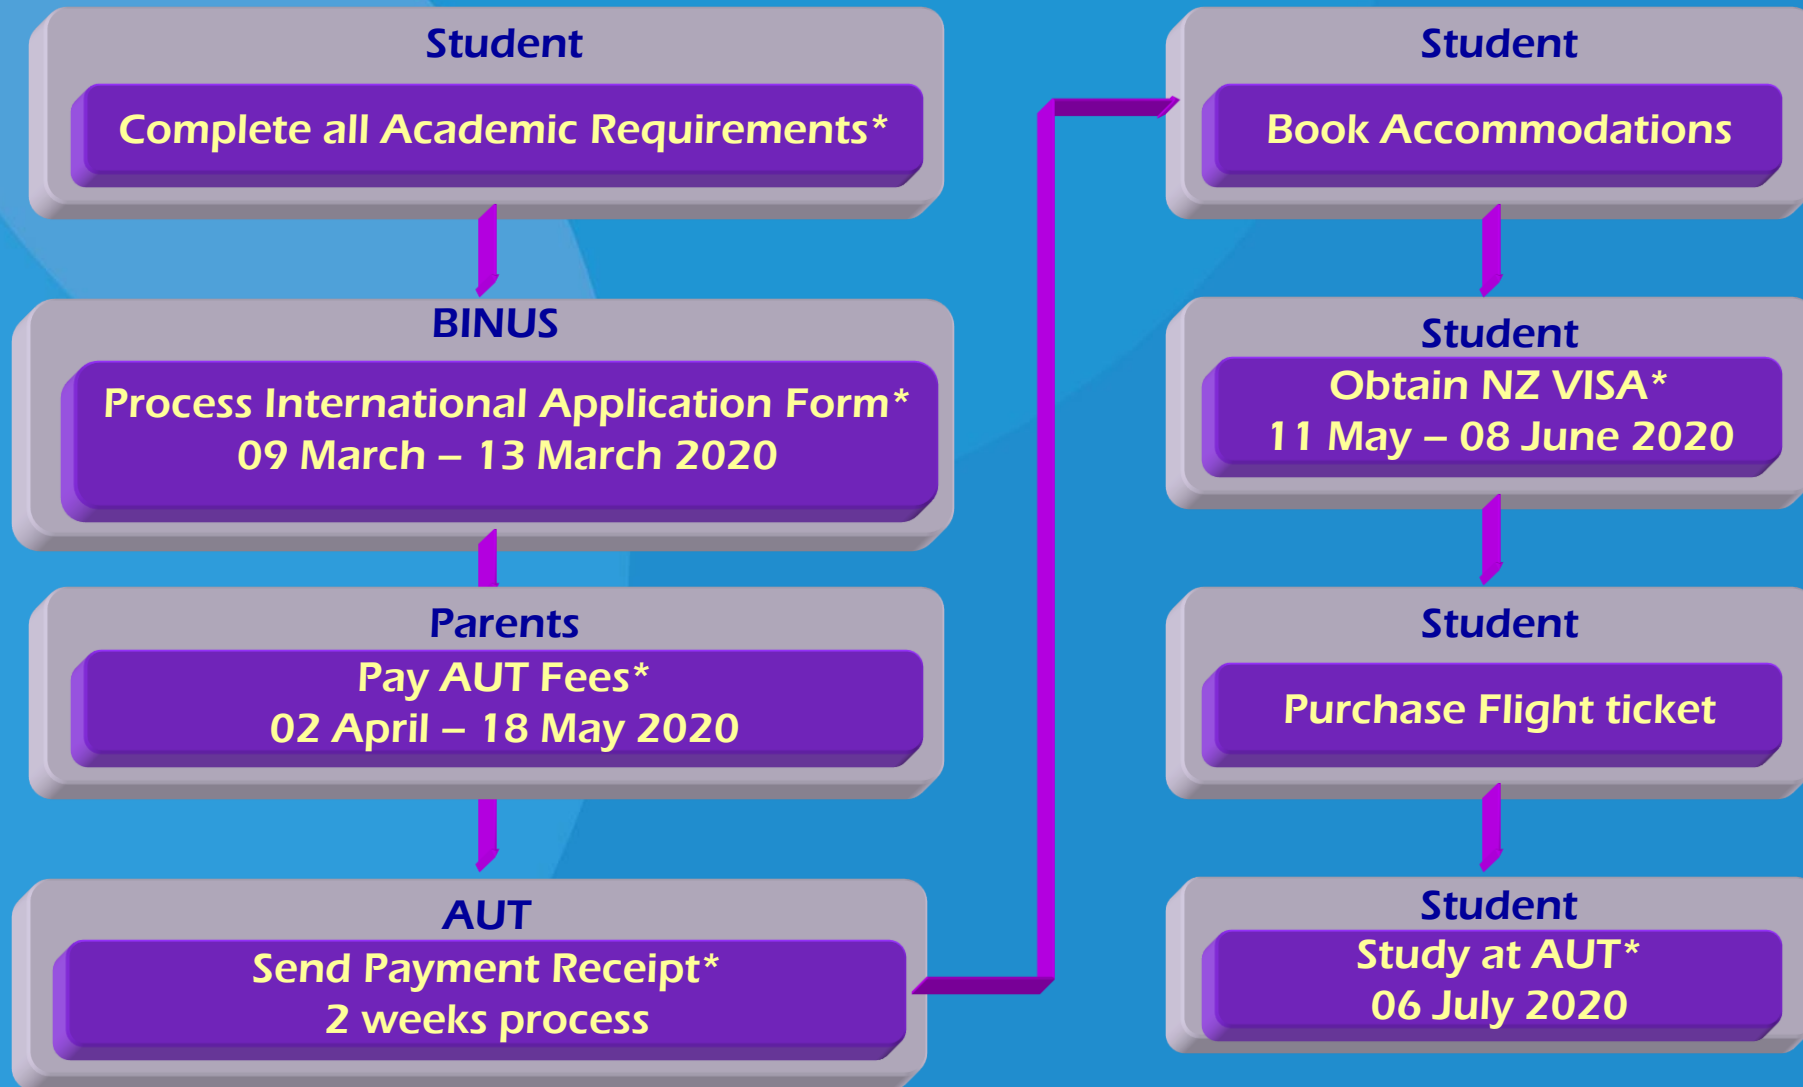 Student
Complete all Academic Requirements*
BINUS
Process International Application Form*
09 March – 13 March 2020
Parents
Pay AUT Fees*
02 April – 18 May 2020
AUT
Send Payment Receipt*
2 weeks process
Student
Book Accommodations
Student
Obtain NZ VISA*
11 May – 08 June 2020
Student
Purchase Flight ticket
Student
Study at AUT*
06 July 2020